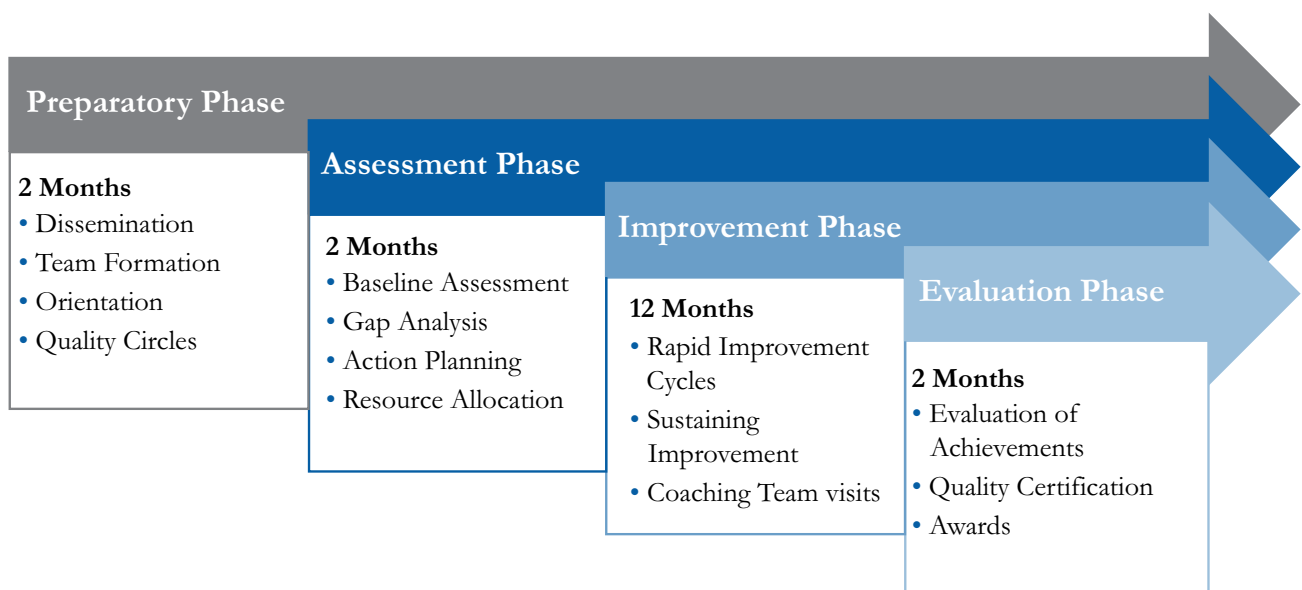 Preparatory Phase
2 Months
• Dissemination
• Team Formation
• Orientation
• Quality Circles
Assessment Phase
2 Months
• Baseline Assessment
• Gap Analysis
• Action Planning
• Resource Allocation
Improvement Phase
12 Months
• Rapid Improvement
Cycles
• Sustaining
Improvement
• Coaching Team visits
Evaluation Phase
2 Months
• Evaluation of
Achievements
• Quality Certification
• Awards